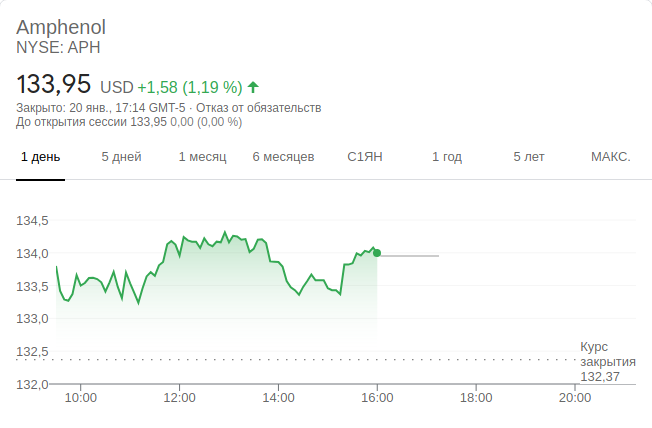 Amphenol
NYSE: APH
133,95 USD +1,58 (1,19 %)
Закрыто: 20 янв., 17:14 GMT-5 · Отказ от обязательств
До открытия сессии 133,95 0,00 (0,00 %)
1 день 5 дней 1 месяц 6 месяцев С1ЯН 1 год 5 лет МАКС.
134,5
134,0
133,5
133,0
132,5
132,0
Курс
закрытия
132,37
10:00 12:00 14:00 16:00 18:00 20:00